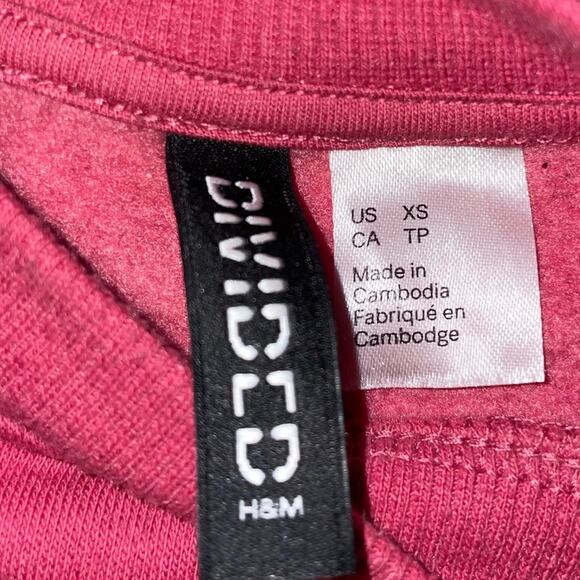 DIVIDED
H&M
US XS
CA TP
Made in
Cambodia
Fabriqué en
Cambodge